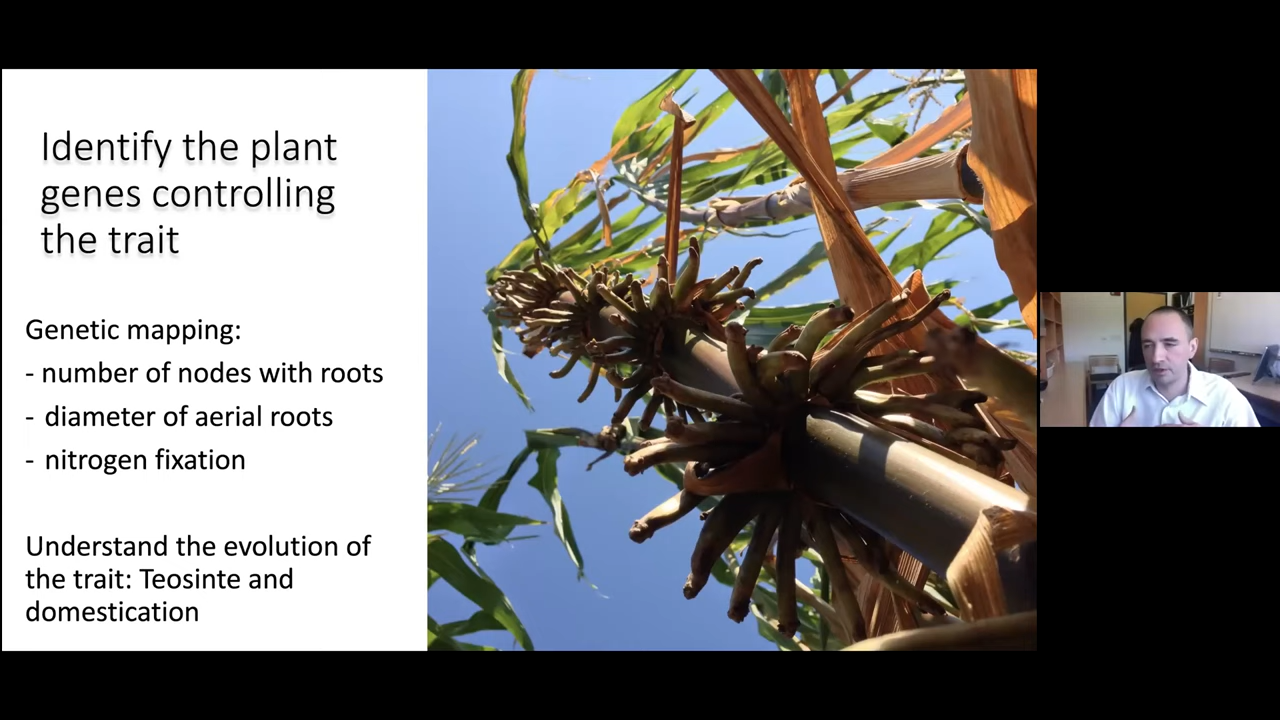 Identify the plant
genes controlling
the trait
Genetic mapping:
- number of nodes with roots
- diameter of aerial roots
- nitrogen fixation
Understand the evolution of
the trait: Teosinte and
domestication